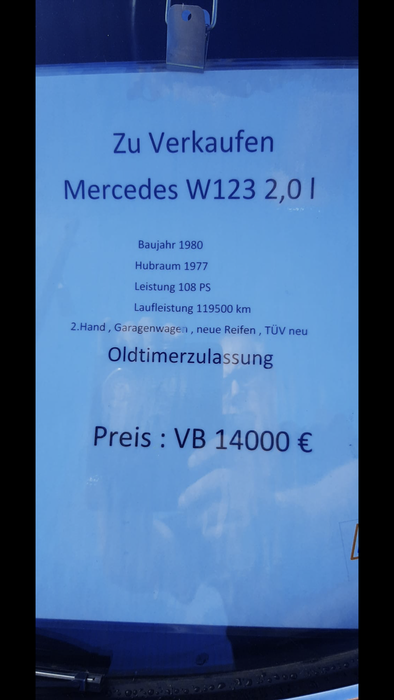 Zu Verkaufen
Mercedes W123 2,0 l
Baujahr 1980
Hubraum 1977
Leistung 108 PS
Laufleistung 119500 km
2.Hand , Garagenwagen , neue Reifen , TÜV neu
Oldtimerzulassung
Preis : VB 14000 €